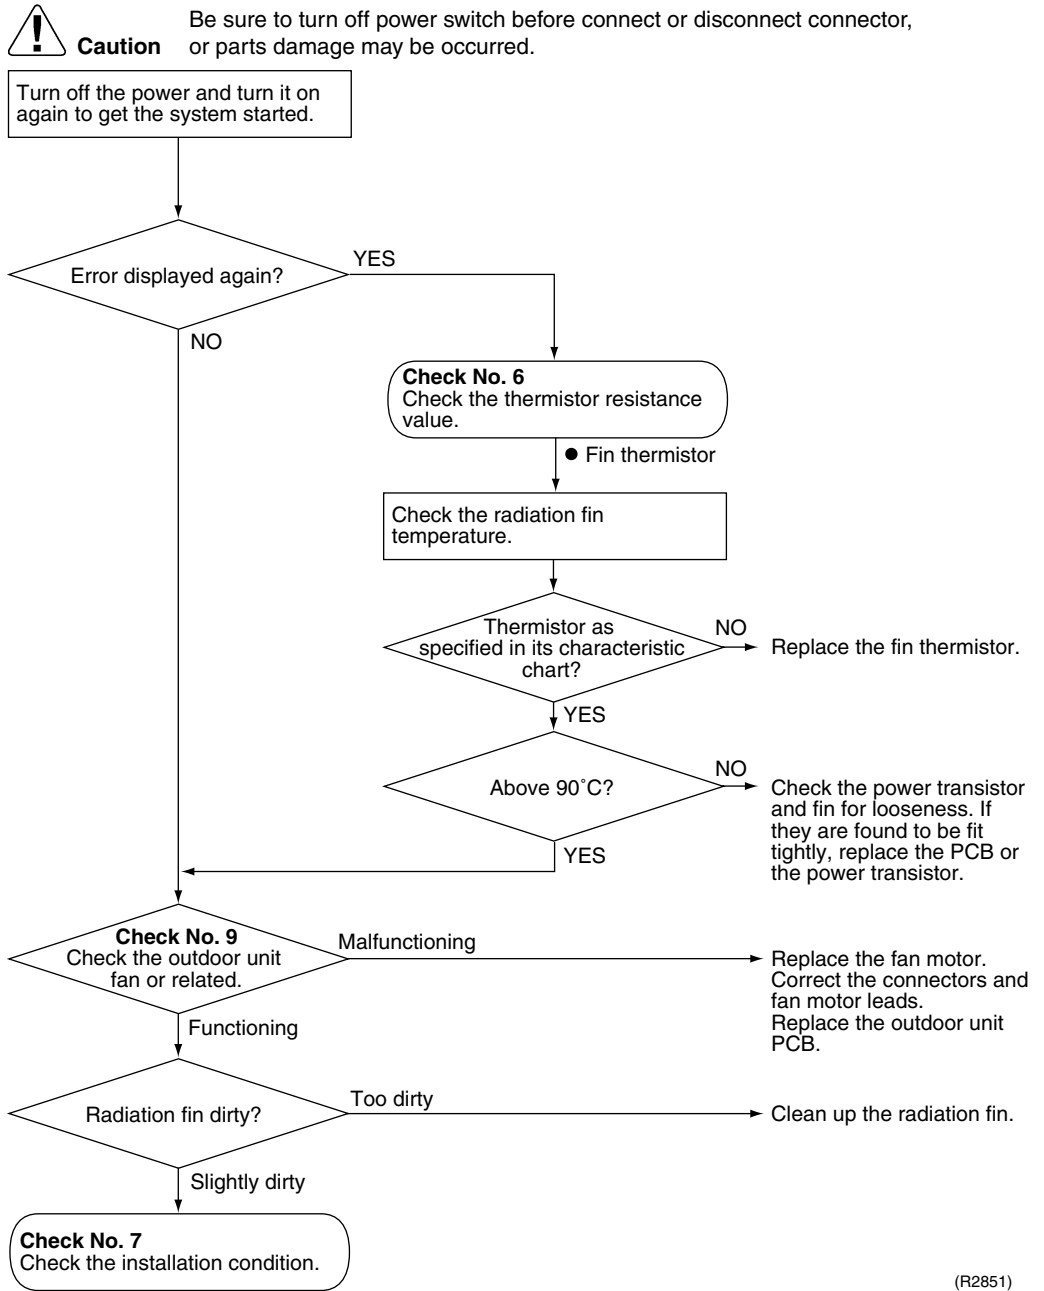 Be sure to turn off power switch before connect or disconnect connector,
Caution or parts damage may be occurred.
Turn off the power and turn it on
again to get the system started.
Error displayed again?
YES
NO
Check No. 6
Check the thermistor resistance
value.
● Fin thermistor
Check the radiation fin
temperature.
Thermistor as
specified in its characteristic
chart?
NO
Replace the fin thermistor.
YES
Above 90˚C?
NO
Check the power transistor
and fin for looseness. If
they are found to be fit
tightly, replace the PCB or
the power transistor.
YES
Check No. 9
Check the outdoor unit
fan or related.
Malfunctioning
Replace the fan motor.
Correct the connectors and
fan motor leads.
Replace the outdoor unit
PCB.
Functioning
Radiation fin dirty?
Too dirty
Clean up the radiation fin.
Slightly dirty
Check No. 7
Check the installation condition.
(R2851)